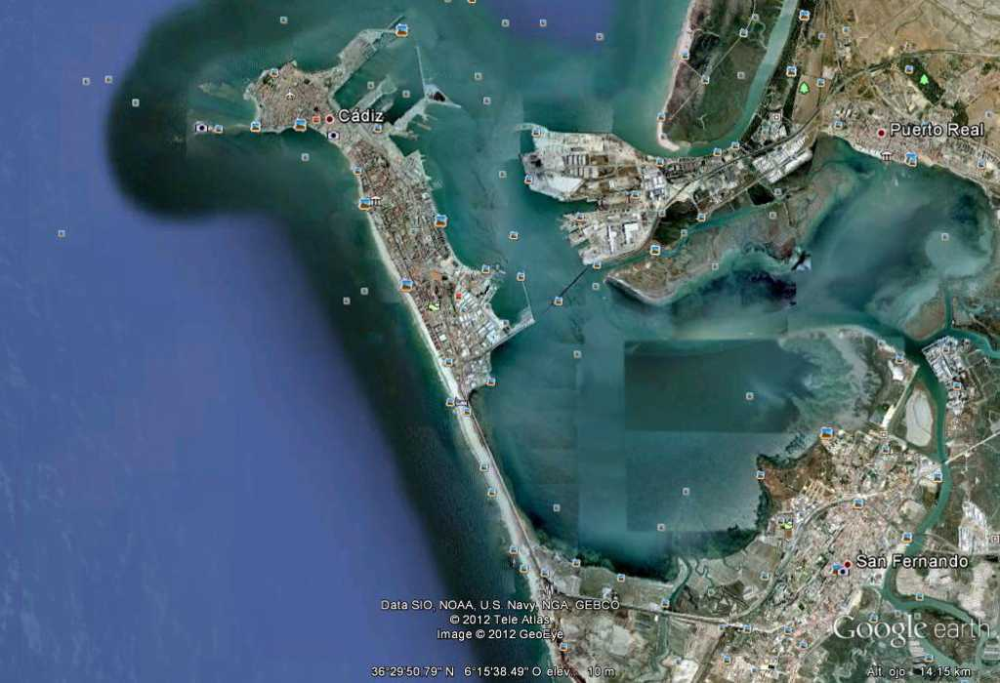 Cádiz
Puerto Real
San Fernando
Data SIO, NOAA, U.S. Navy, NGA, GEBCO
© 2012 Tele Atlas
Image © 2012 GeoEye
Google earth
36°29'50.79" N 6°15'38.49" O elev... 10 m
Alt. ojo 14.15 km